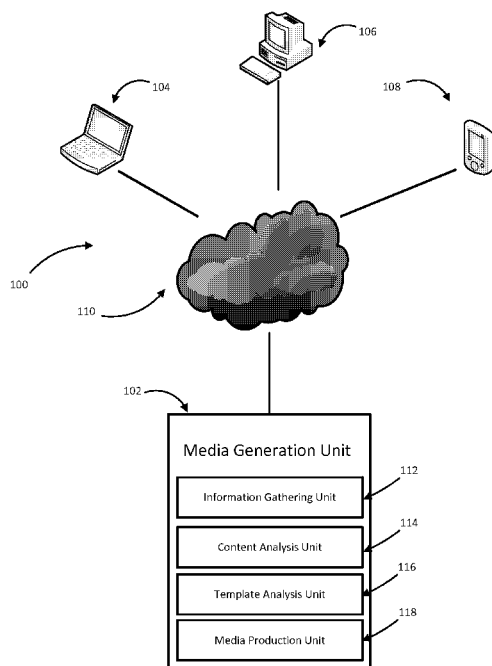 106
104
108
100
110
102
Media Generation Unit
112
Information Gathering Unit
114
Content Analysis Unit
116
Template Analysis Unit
118
Media Production Unit